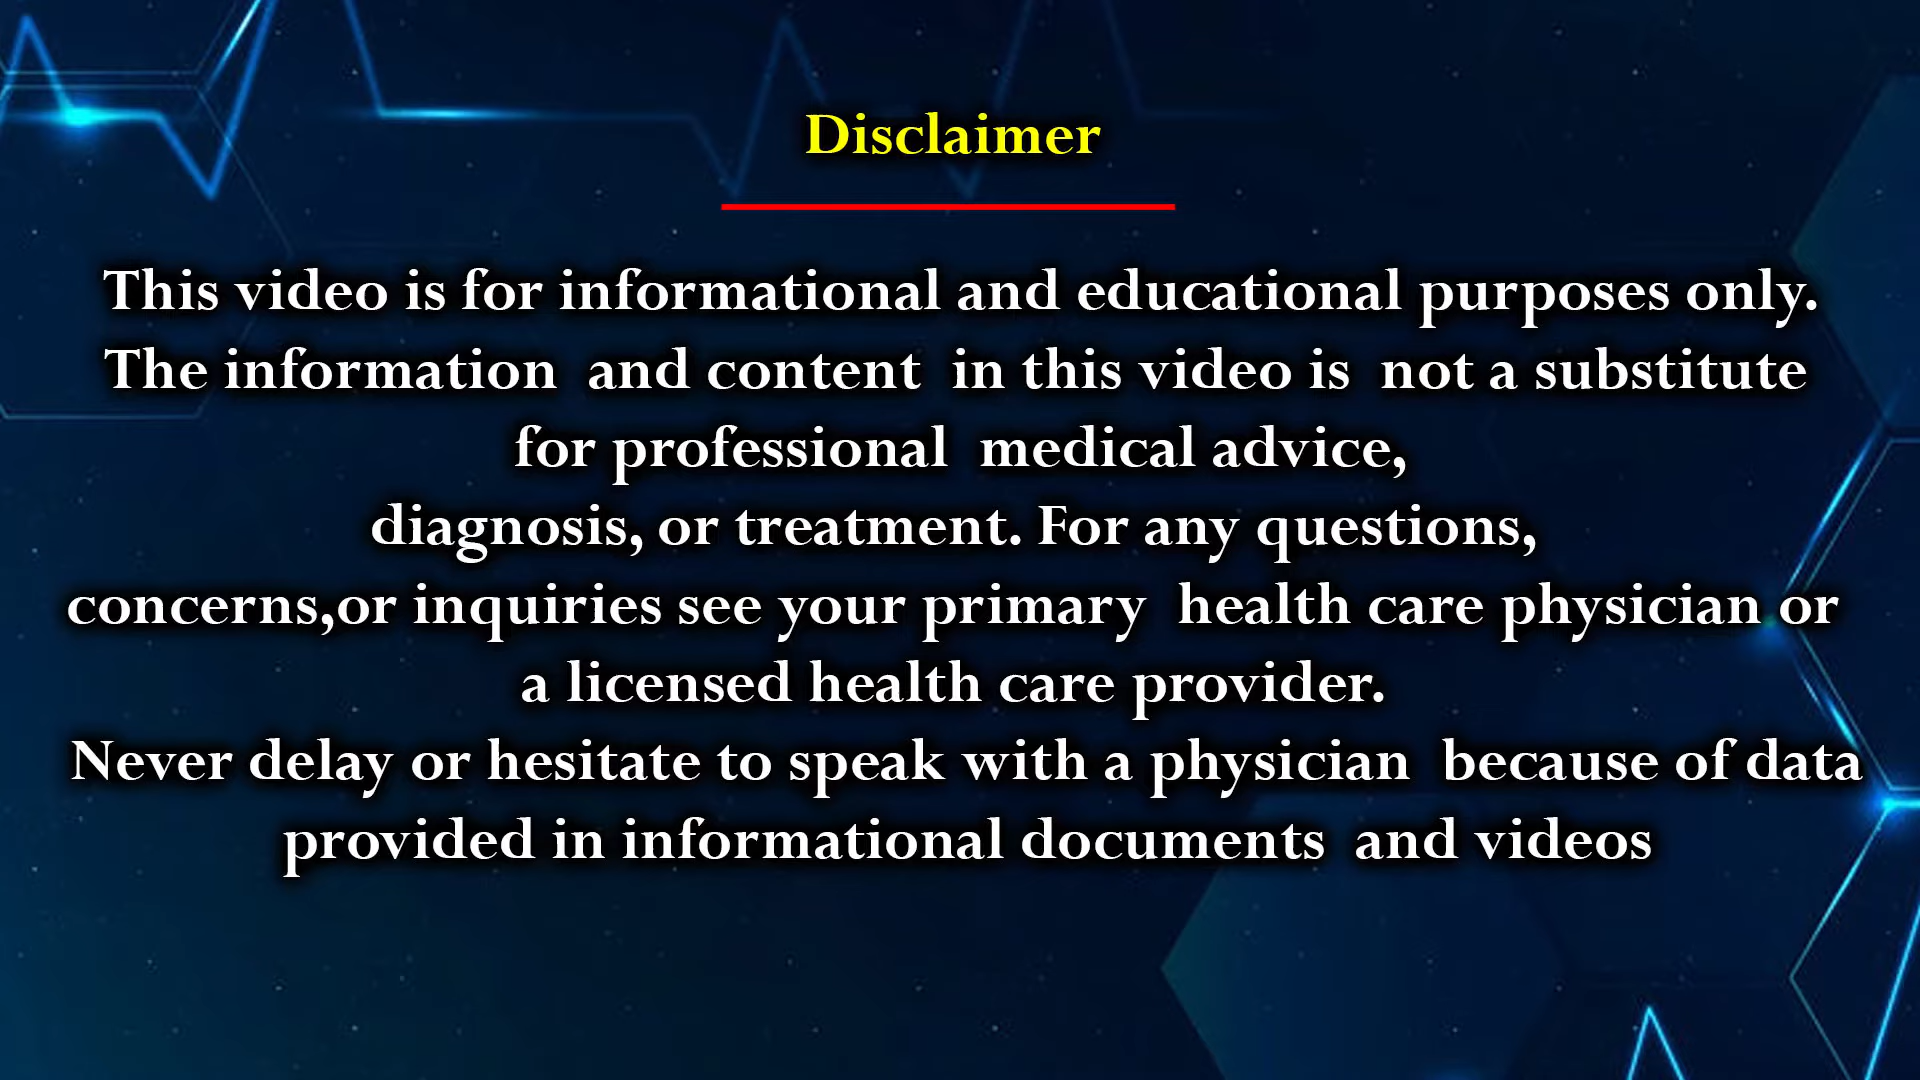 Disclaimer
This video is for informational and educational purposes only.
The information  and content  in this video is  not a substitute
for professional  medical advice,
diagnosis, or treatment. For any questions,
concerns,or inquiries see your primary  health care physician or
a licensed health care provider.
Never delay or hesitate to speak with a physician  because of data
provided in informational documents  and videos